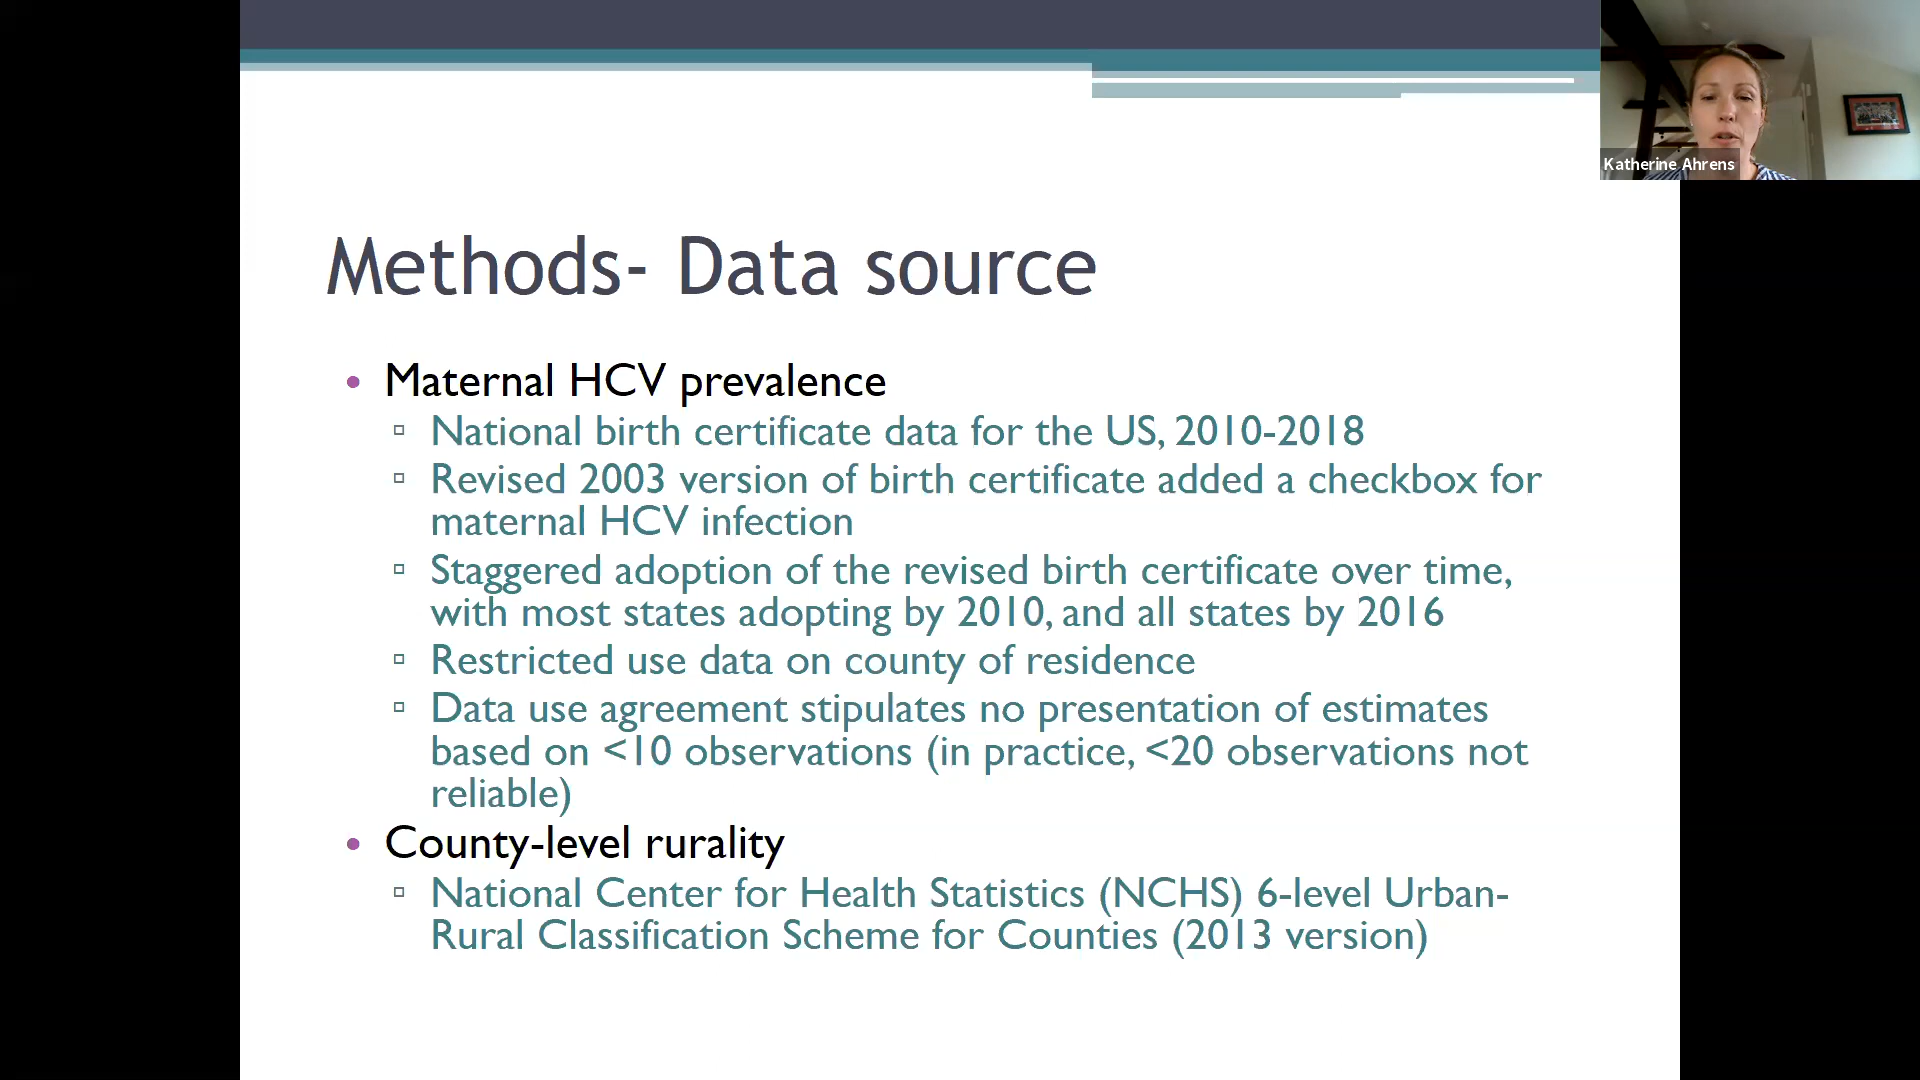 Katherine Ahrens
Methods- Data source
• Maternal HCV prevalence
▫ National birth certificate data for the US, 2010-2018
▫ Revised 2003 version of birth certificate added a checkbox for
maternal HCV infection
▫ Staggered adoption of the revised birth certificate over time,
with most states adopting by 2010, and all states by 2016
▫ Restricted use data on county of residence
▫ Data use agreement stipulates no presentation of estimates
based on <10 observations (in practice, <20 observations not
reliable)
• County-level rurality
▫ National Center for Health Statistics (NCHS) 6-level Urban-
Rural Classification Scheme for Counties (2013 version)